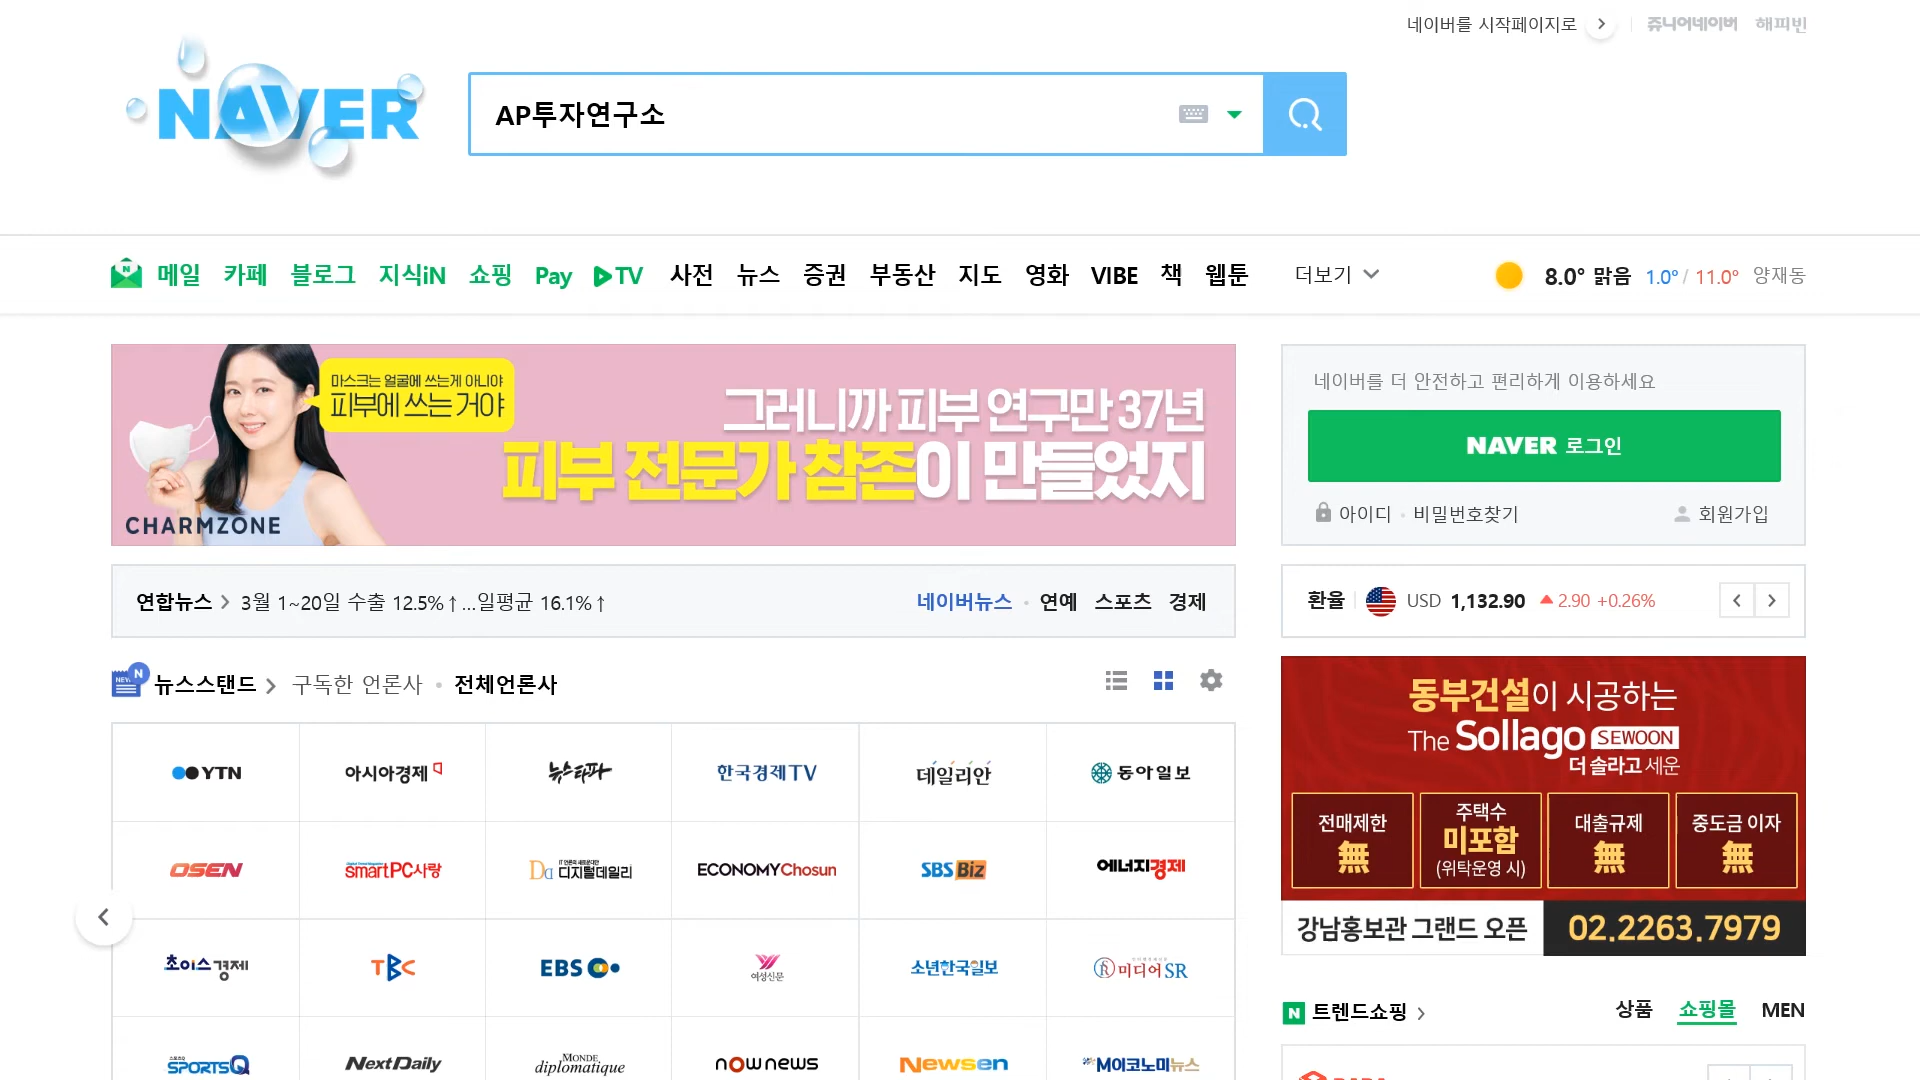 네이버를 시작페이지로
쥬니어네이버 해피빈
NAVER
AP투자연구소
메일 카페 블로그 지식iN 쇼핑 Pay TV 사전 뉴스 증권 부동산 지도 영화 VIBE 책 웹툰 더보기
8.0° 맑음 1.0° / 11.0° 양재동
마스크는 얼굴에 쓰는게 아니야
피부에 쓰는 거야
그러니까 피부 연구만 37년
피부 전문가 참존이 만들었지
CHARMZONE
네이버를 더 안전하고 편리하게 이용하세요
NAVER 로그인
아이디 · 비밀번호찾기 회원가입
연합뉴스 > 3월 1~20일 수출 12.5%↑...일평균 16.1%↑
네이버뉴스 · 연예 스포츠 경제
환율 USD 1,132.90 ▲ 2.90 +0.26%
NEWS N 뉴스스탠드 > 구독한 언론사 · 전체언론사
동부건설이 시공하는
The Sollago SEWOON
더 솔라고 세운
전매제한 無
주택수 미포함 (위탁운영 시)
대출규제 無
중도금 이자 無
강남홍보관 그랜드 오픈 02.2263.7979
YTN 아시아경제 뉴스타파 한국경제TV 데일리안 동아일보
OSEN smartPC사랑 디지털데일리 ECONOMYChosun SBS Biz 에너지경제
초이스경제 TBC EBS 여성신문 소년한국일보 미디어SR
스포츠Q SPORTSQ NextDaily MONDE diplomatique nownews Newsen M이코노미뉴스
N 트렌드쇼핑 > 상품 쇼핑몰 MEN